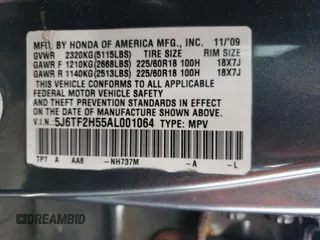 MFD. BY HONDA OF AMERICA MFG., INC. 11/'09
GVWR 2320KG(5115LBS) TIRE SIZE RIM SIZE
GAWR F 1210KG(2668LBS) 225/60R18 100H 18X7J
GAWR R 1140KG(2513LBS) 225/60R18 100H 18X7J
THIS VEHICLE CONFORMS TO ALL APPLICABLE FEDERAL MOTOR VEHICLE
SAFETY AND THEFT PREVENTION STANDARDS IN EFFECT ON THE DATE OF
MANUFACTURE SHOWN ABOVE.
V.I.N.: 5J6TF2H55AL001064 TYPE: MPV
TP7 A AA6 -NH737M -A -L
DREAMBID